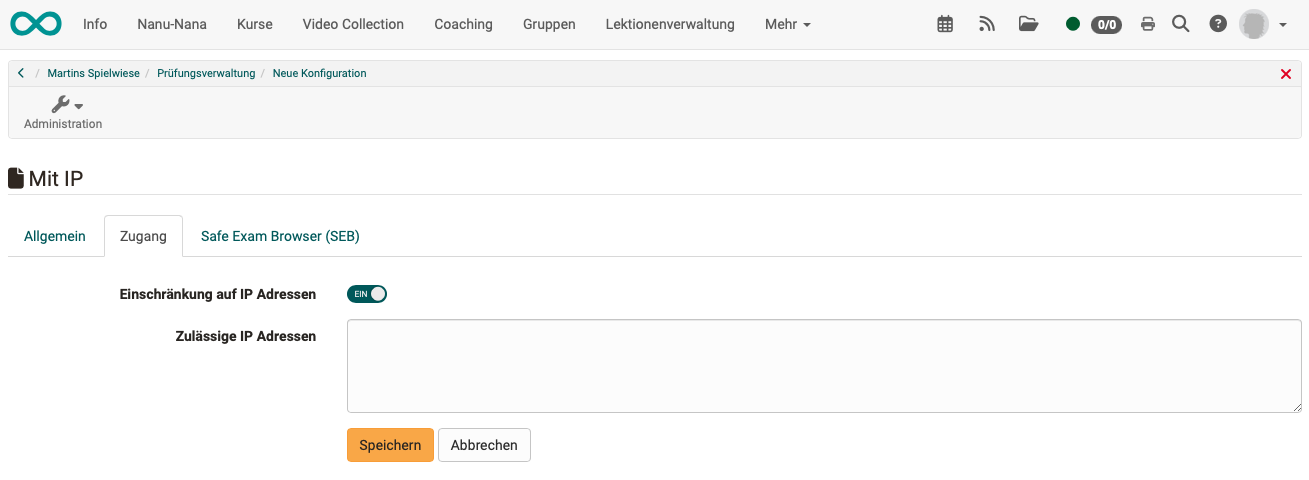 Info Nanu-Nana Kurse Video Collection Coaching Gruppen Lektionenverwaltung Mehr 0/0 ?
/ Martins Spielwiese / Prüfungsverwaltung / Neue Konfiguration
Administration
Mit IP
Allgemein Zugang Safe Exam Browser (SEB)
Einschränkung auf IP Adressen EIN
Zulässige IP Adressen
Speichern Abbrechen